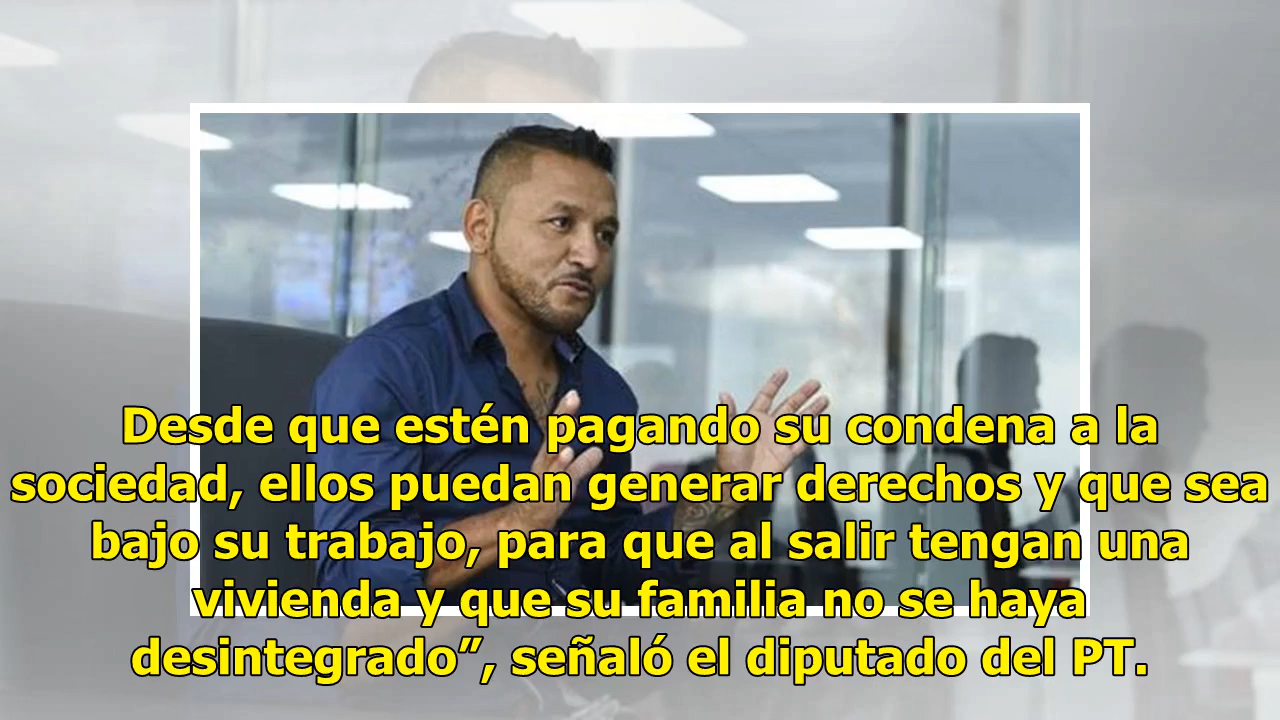 Desde que estén pagando su condena a la
sociedad, ellos puedan generar derechos y que sea
bajo su trabajo, para que al salir tengan una
vivienda y que su familia no se haya
desintegrado”, señaló el diputado del PT.